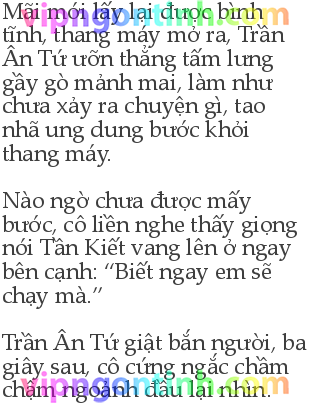 vipngontinh.com
Mãi mới lấy lại được bình
tĩnh, thang máy mở ra, Trần
Ân Tứ ưỡn thẳng tấm lưng
gầy gò mảnh mai, làm như
chưa xảy ra chuyện gì, tao
nhã ung dung bước khỏi
thang máy.
Nào ngờ chưa được mấy
bước, cô liền nghe thấy giọng
nói Tần Kiết vang lên ở ngay
bên cạnh: “Biết ngay em sẽ
chạy mà.”
Trần Ân Tứ giật bắn người, ba
giây sau, cô cứng ngắc chầm
chậm ngoảnh đầu lại nhìn.
vipngontinh.com